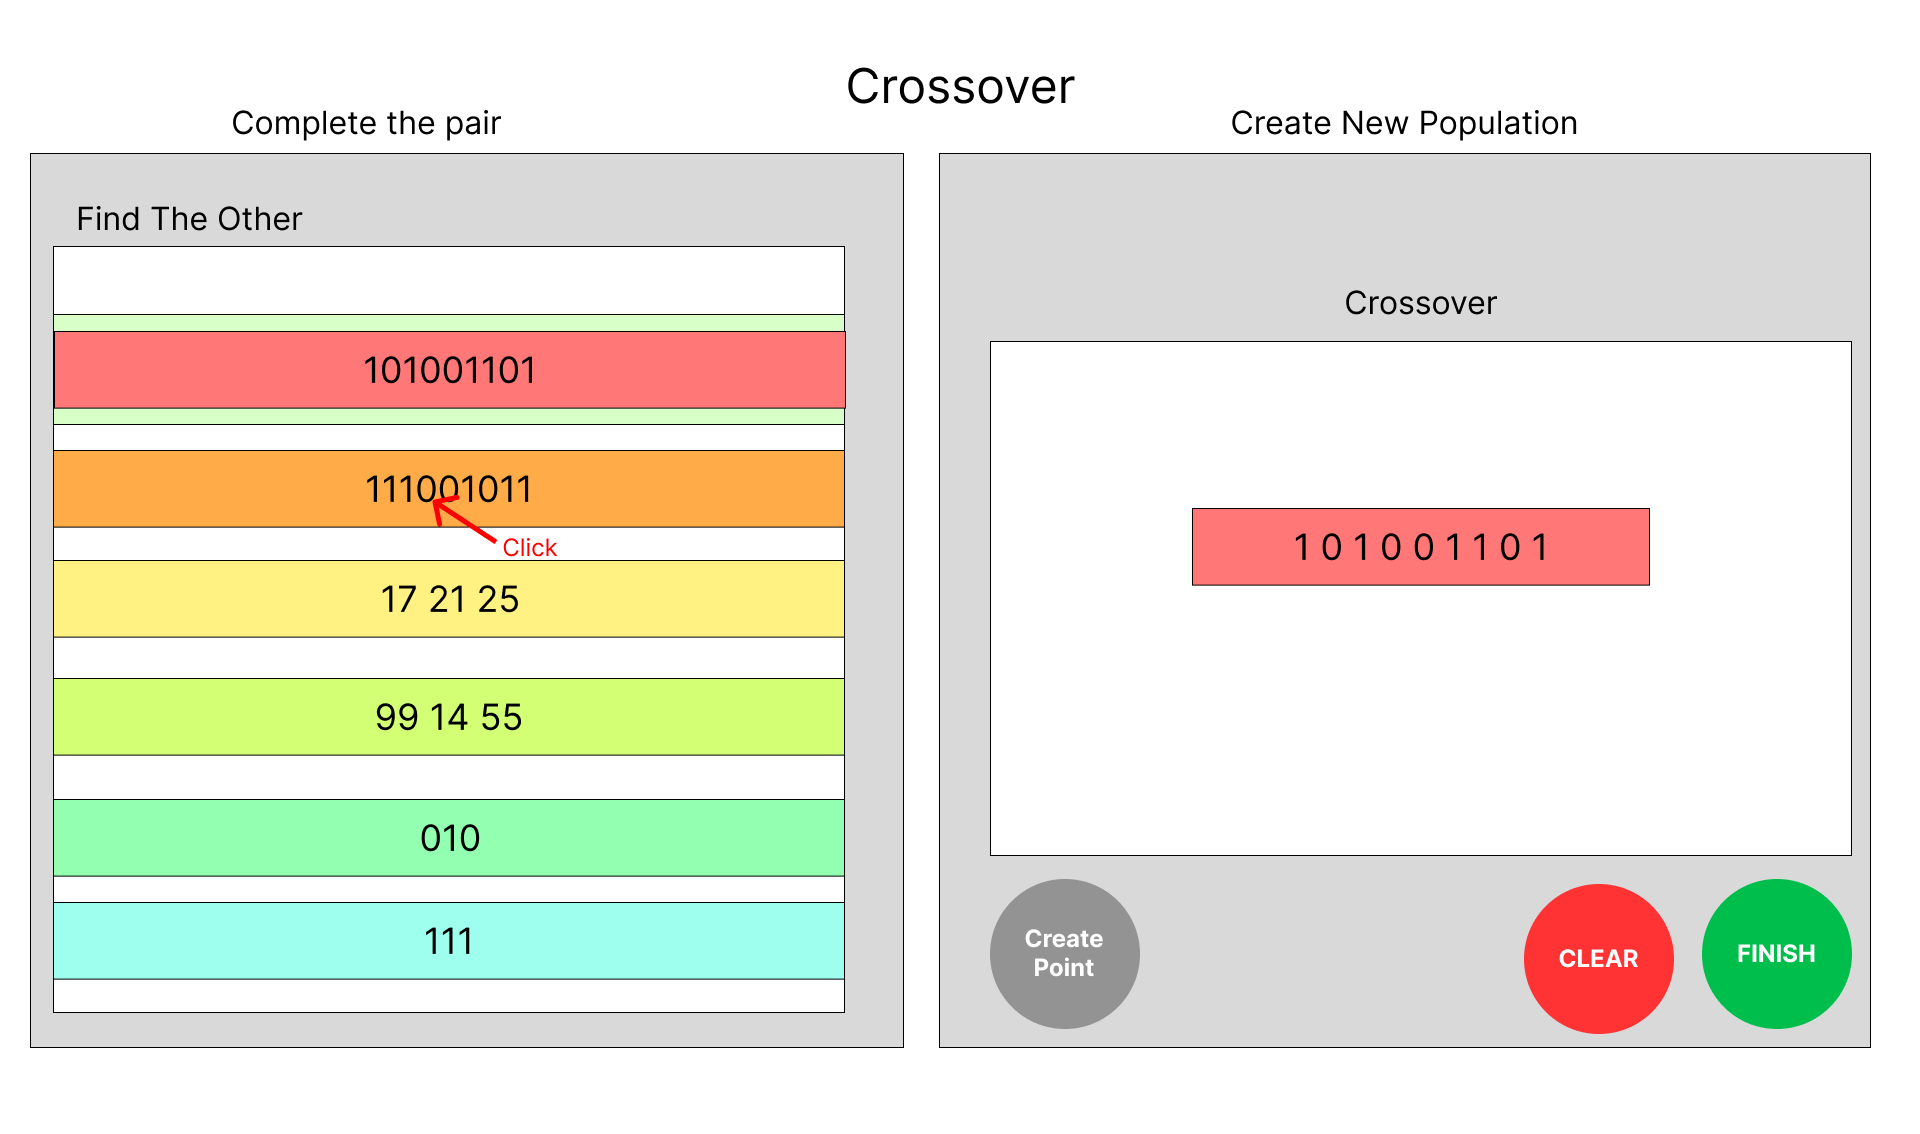 Crossover
Complete the pair
Create New Population
Find The Other
101001101
111001011
Click
17 21 25
99 14 55
010
111
Crossover
1 0 1 0 0 1 1 0 1
Create
Point
CLEAR
FINISH